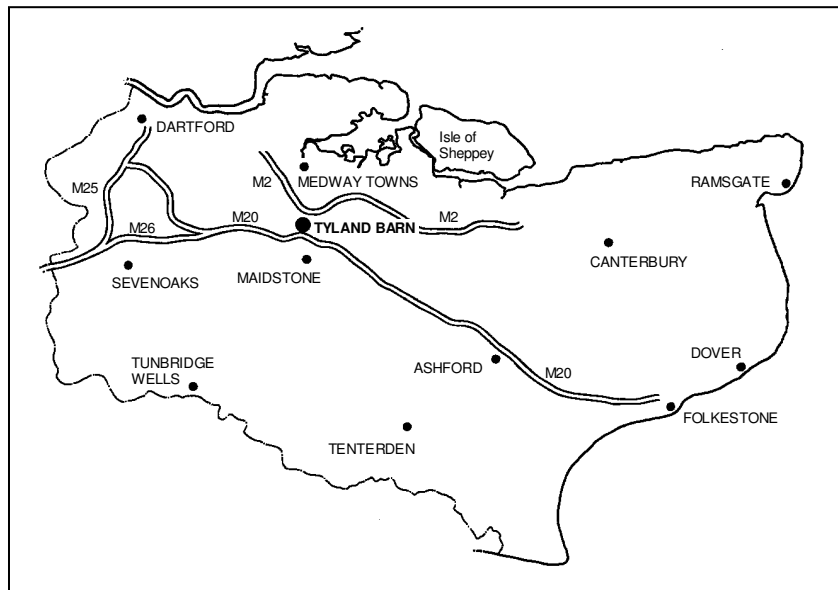 DARTFORD
Isle of
Sheppey
MEDWAY TOWNS
RAMSGATE
M25
M2
M26
M20
TYLAND BARN
M2
CANTERBURY
SEVENOAKS
MAIDSTONE
TUNBRIDGE
WELLS
ASHFORD
M20
DOVER
FOLKESTONE
TENTERDEN